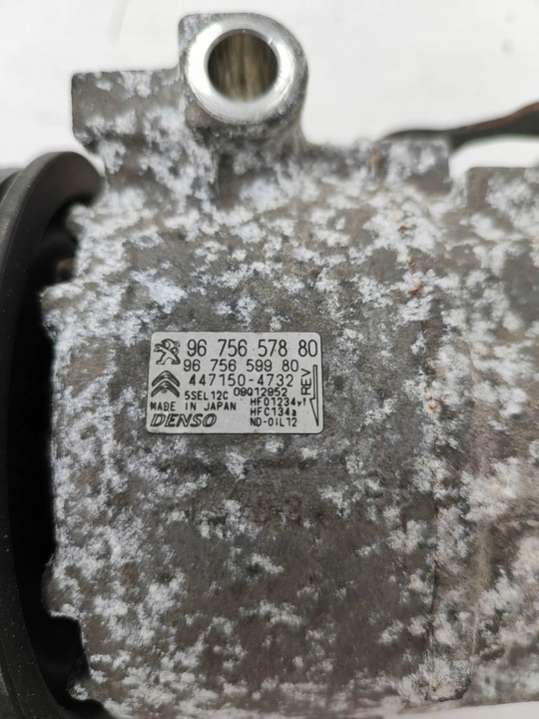 96 756 578 80
96 756 599 80
447150-4732 REV
5SEL12C 09Q12952
MADE IN JAPAN HFO1234yf
DENSO HFC134a
ND-OIL12